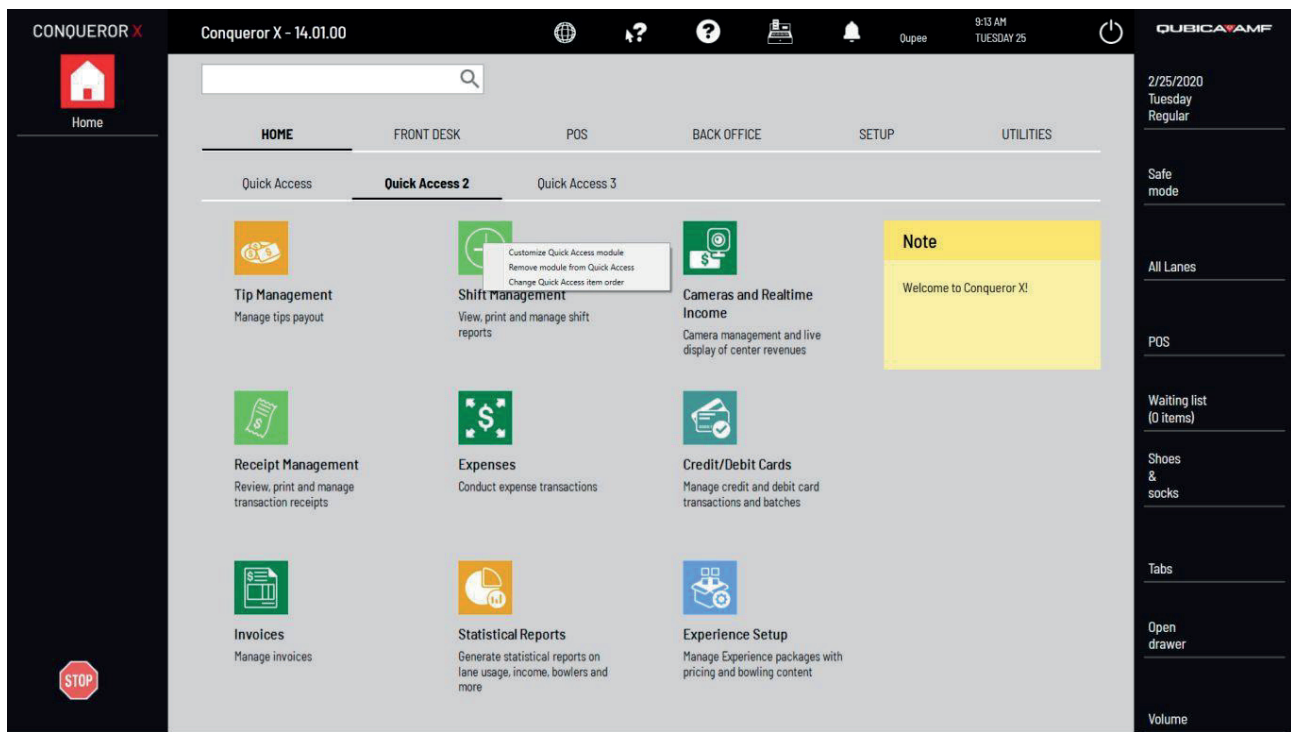 CONQUEROR X
Conqueror X - 14.01.00
?
?
Qupee
9:13 AM
TUESDAY 25
QUBICAAMF
Home
HOME
FRONT DESK
POS
BACK OFFICE
SETUP
UTILITIES
Quick Access
Quick Access 2
Quick Access 3
Tip Management
Manage tips payout
Customize Quick Access module
Remove module from Quick Access
Change Quick Access item order
Shift Management
View, print and manage shift
reports
Cameras and Realtime
Income
Camera management and live
display of center revenues
Note
Welcome to Conqueror X!
Receipt Management
Review, print and manage
transaction receipts
Expenses
Conduct expense transactions
Credit/Debit Cards
Manage credit and debit card
transactions and batches
Invoices
Manage invoices
Statistical Reports
Generate statistical reports on
lane usage, income, bowlers and
more
Experience Setup
Manage Experience packages with
pricing and bowling content
STOP
2/25/2020
Tuesday
Regular
Safe
mode
All Lanes
POS
Waiting list
(0 items)
Shoes
&
socks
Tabs
Open
drawer
Volume